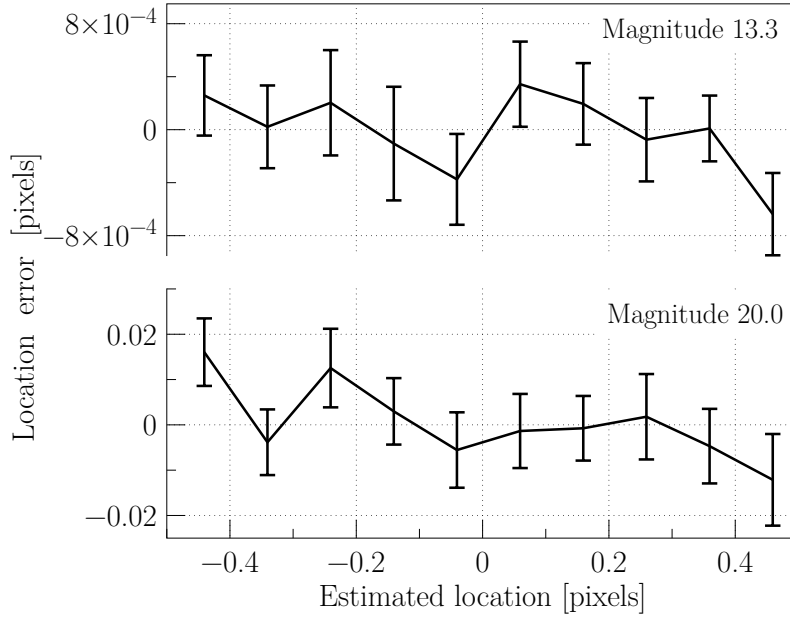 8×10⁻⁴
Magnitude 13.3
0
−8×10⁻⁴
Location error [pixels]
Magnitude 20.0
0.02
0
−0.02
−0.4 −0.2 0 0.2 0.4
Estimated location [pixels]